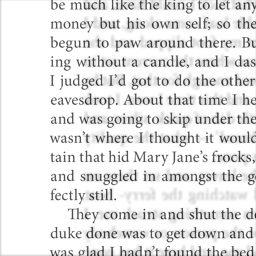 be much like the king to let any
money but his own self; so the
begun to paw around there. Bu
ing without a candle, and I das
I judged I'd got to do the other
eavesdrop. About that time I he
and was going to skip under the
wasn't where I thought it would
tain that hid Mary Jane's frocks,
and snuggled in amongst the g
fectly still.
They come in and shut the d
duke done was to get down and
was glad I hadn't found the bed